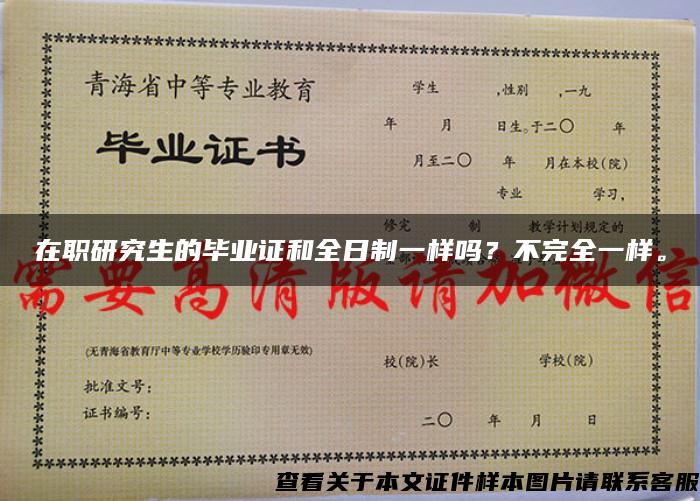 青海省中等专业教育
毕业证书
学生 ,性别 ,一九
年 月 日生。于二〇 年
月至二〇 年 月在本校(院)
专业 学习,
修完 制 教学计划规定的
在职研究生的毕业证和全日制一样吗？不完全一样。
需要高清版请加微信
(无青海省教育厅中等专业学校学历验印专用章无效)
校(院)长 学校(院)
批准文号：
证书编号：
二〇 年 月 日
查看关于本文证件样本图片请联系客服